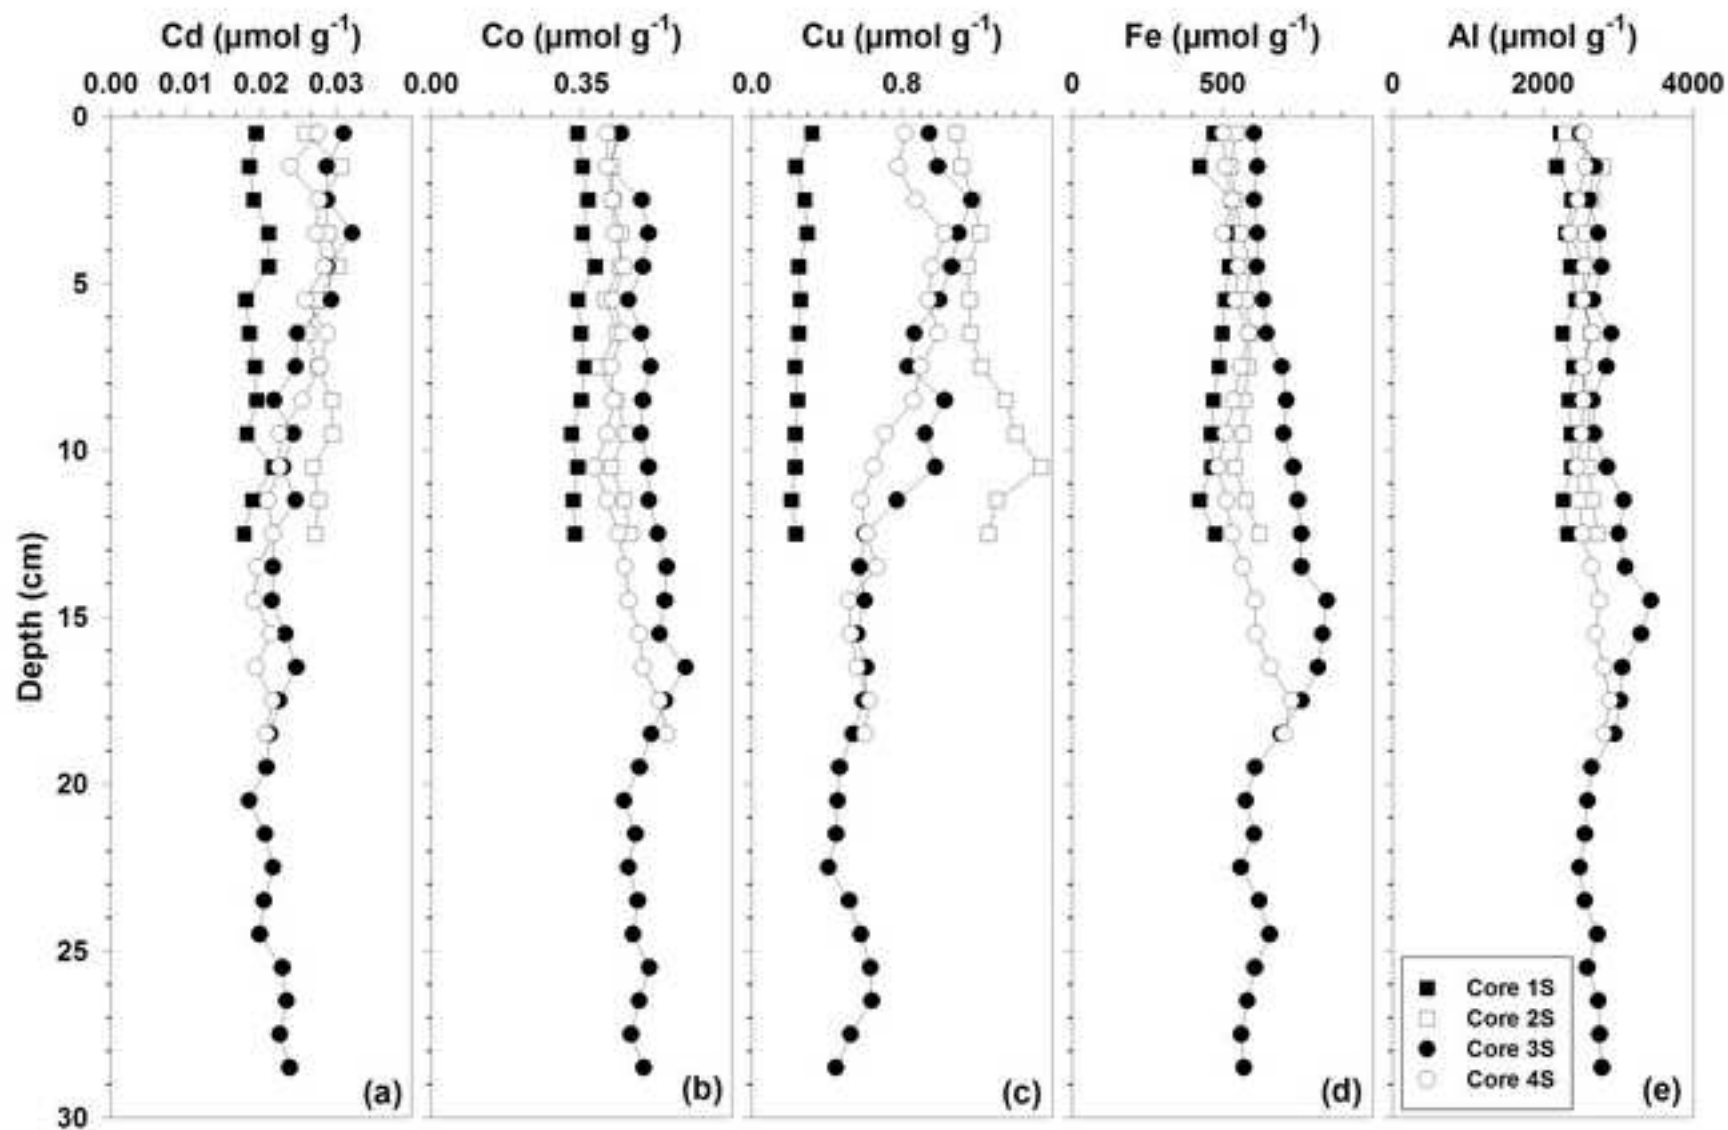 Cd (μmol g⁻¹) Co (μmol g⁻¹) Cu (μmol g⁻¹) Fe (μmol g⁻¹) Al (μmol g⁻¹)
0.00 0.01 0.02 0.03 0.00 0.35 0.0 0.8 0 500 0 2000 4000
0
5
10
15
20
25
30
Depth (cm)
Core 1S
Core 2S
Core 3S
Core 4S
(a) (b) (c) (d) (e)